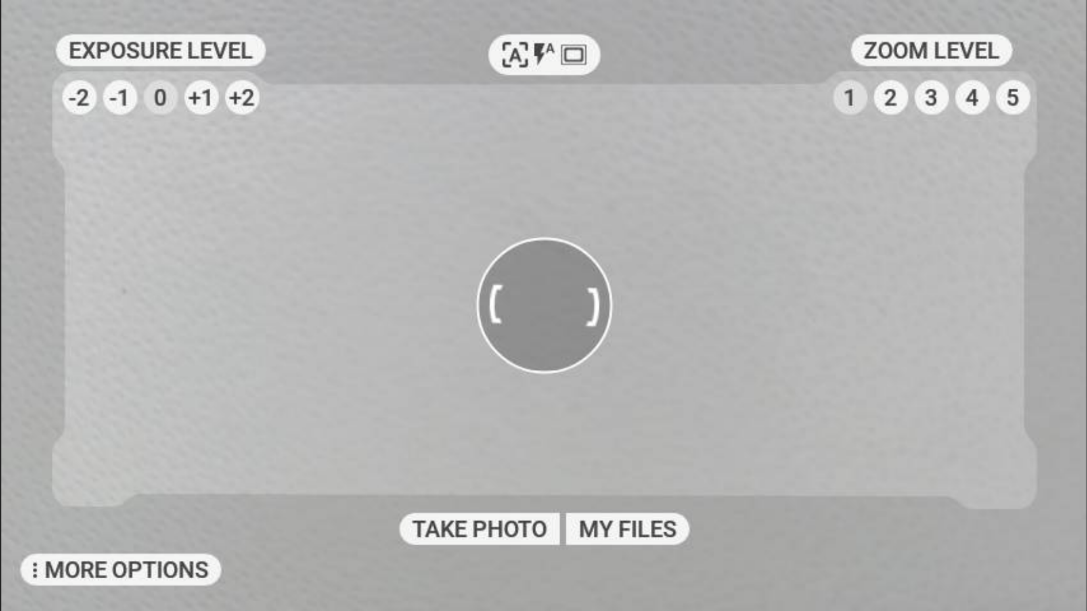 EXPOSURE LEVEL
-2 -1 0 +1 +2
A
A
ZOOM LEVEL
1 2 3 4 5
TAKE PHOTO
MY FILES
MORE OPTIONS